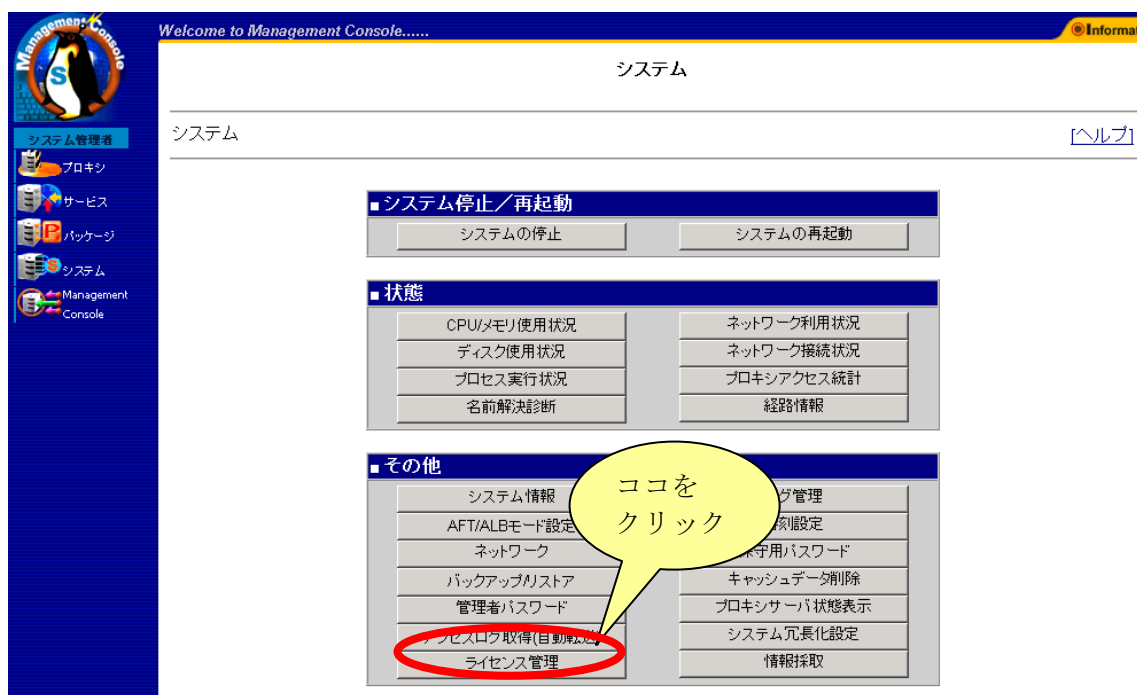 Management Console
Welcome to Management Console......
システム
システム
[ヘルプ]
システム管理者
プロキシ
サービス
パッケージ
システム
Management
Console
■システム停止／再起動
システムの停止
システムの再起動
■状態
CPU/メモリ使用状況
ネットワーク利用状況
ディスク使用状況
ネットワーク接続状況
プロセス実行状況
プロキシアクセス統計
名前解決診断
経路情報
■その他
ココを
クリック
システム情報
グ管理
AFT/ALBモード設定
刻設定
ネットワーク
保守用パスワード
バックアップ/リストア
キャッシュデータ削除
管理者パスワード
プロキシサーバ状態表示
アクセスログ取得(自動転送)
システム冗長化設定
ライセンス管理
情報採取